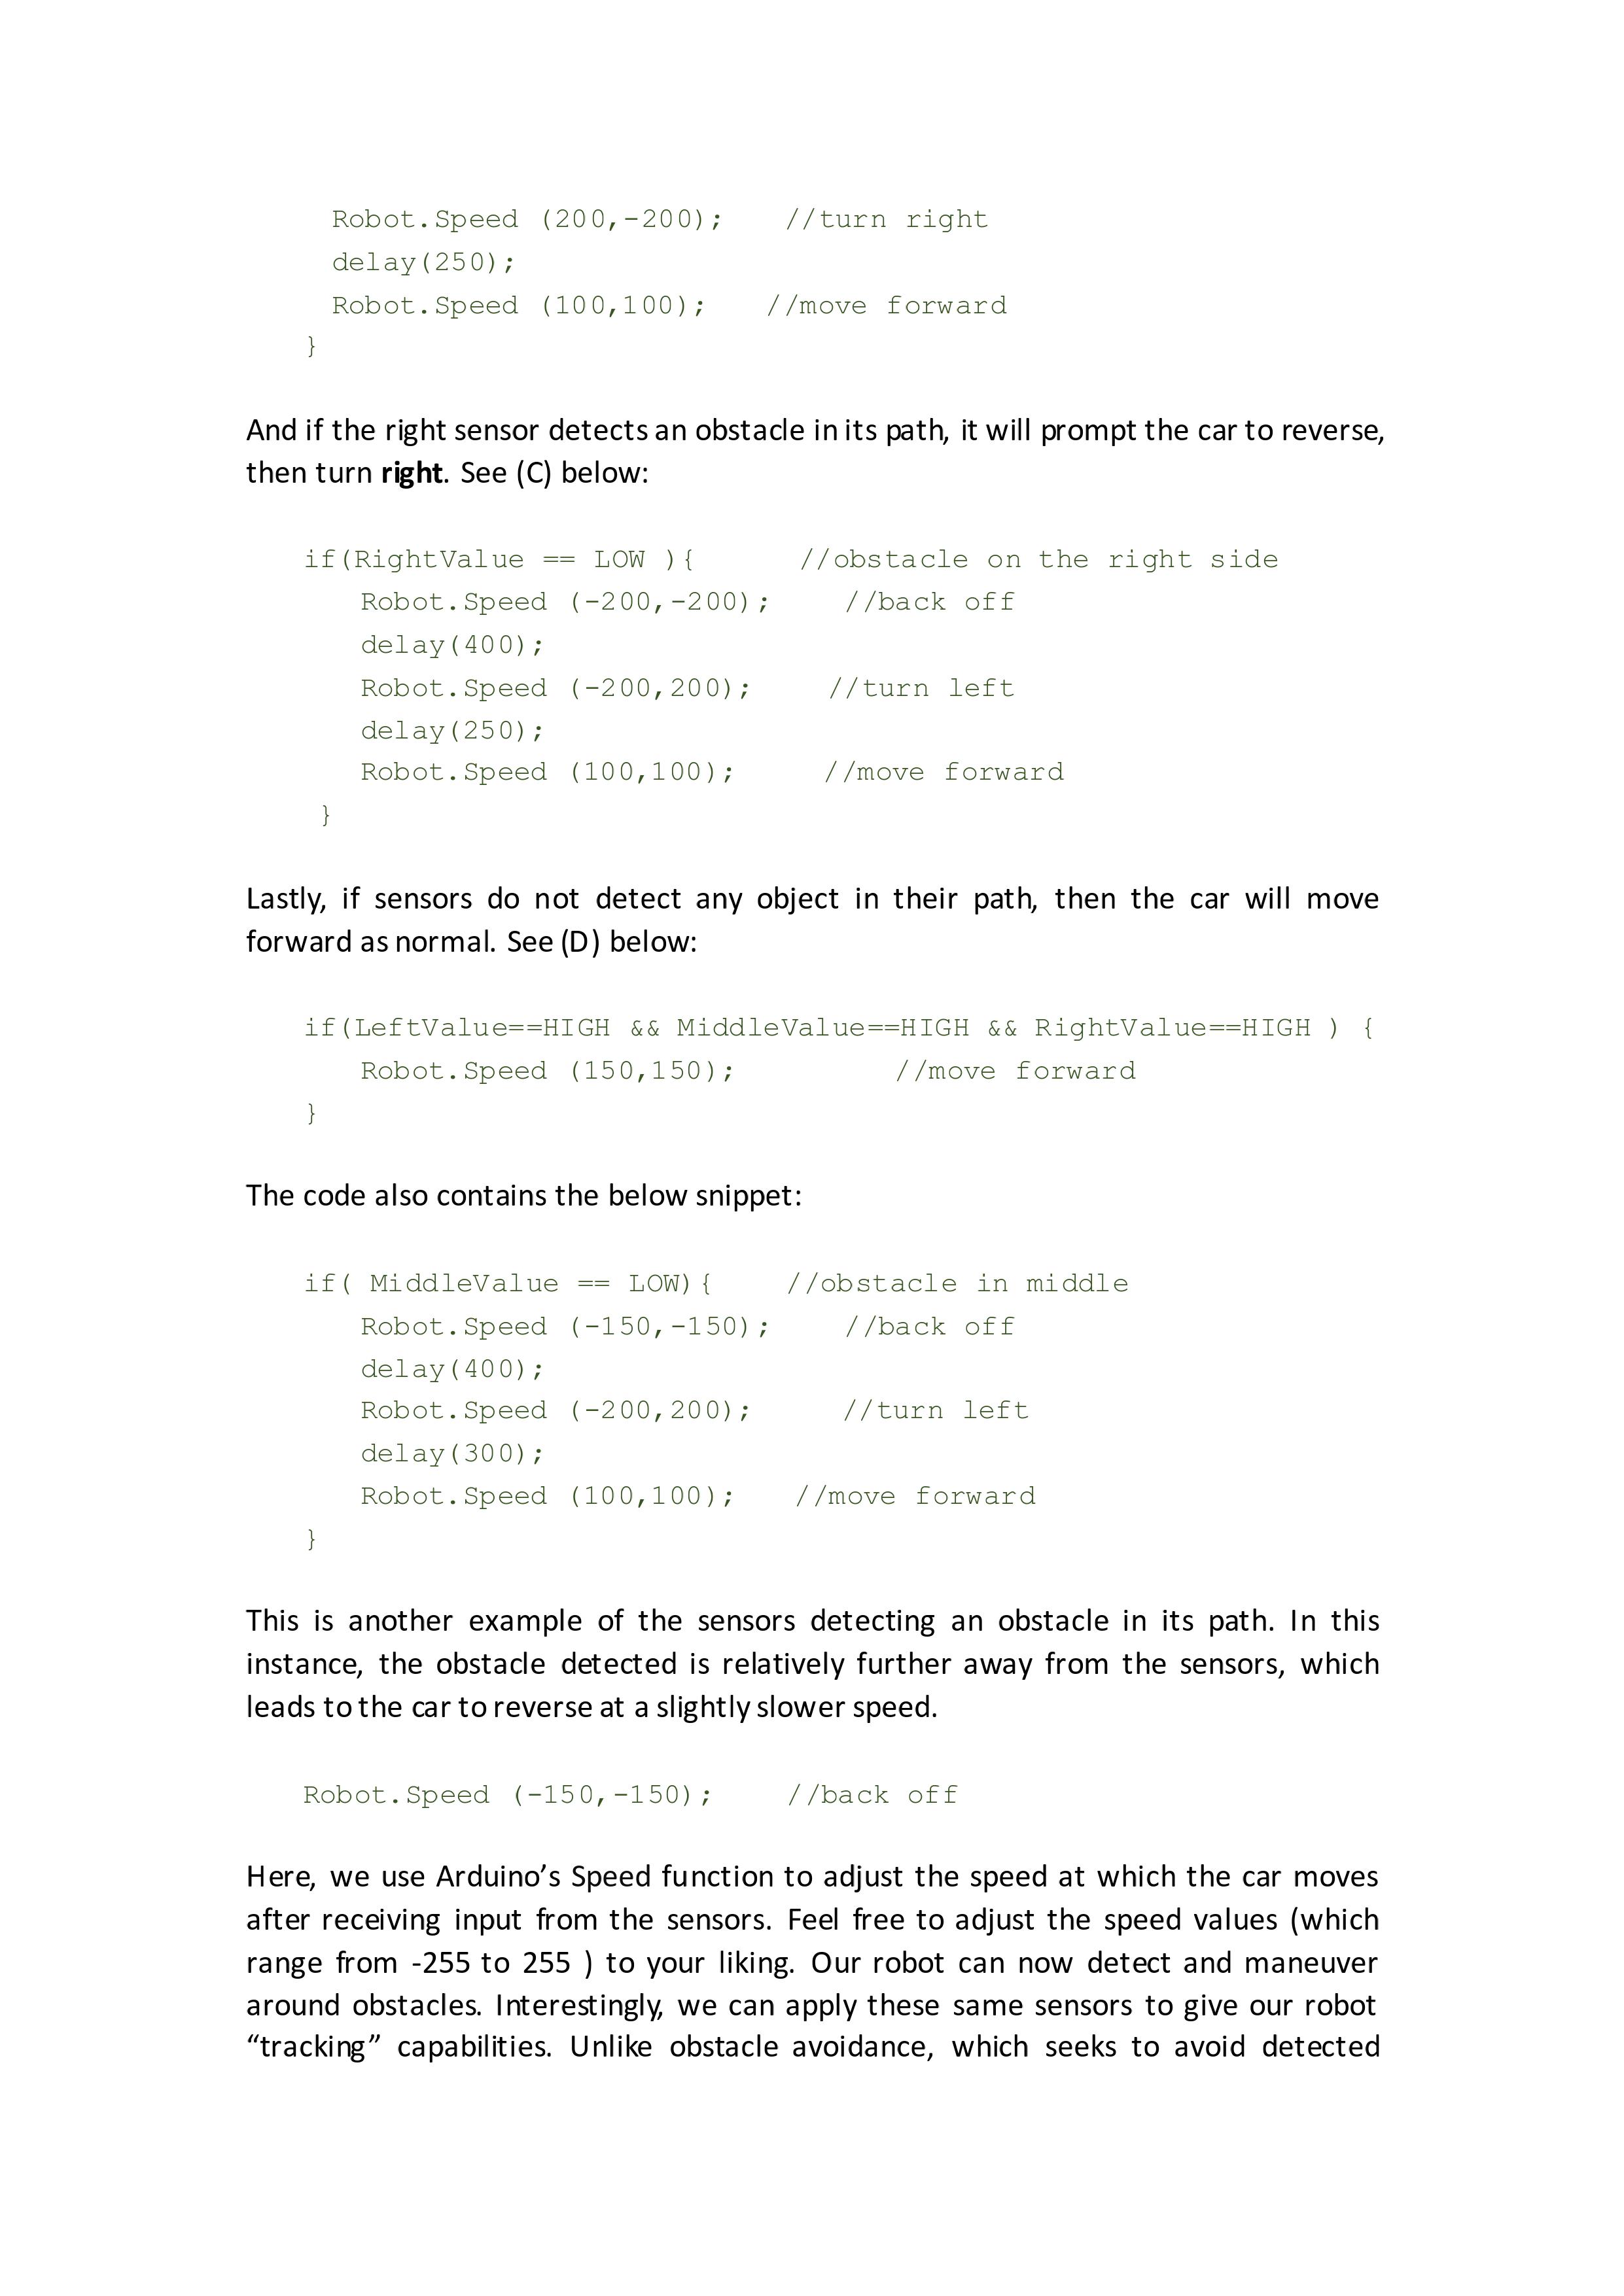 Robot.Speed (200,-200);    //turn right
delay(250);
Robot.Speed (100,100);    //move forward
}
And if the right sensor detects an obstacle in its path, it will prompt the car to reverse,
then turn right. See (C) below:
if(RightValue == LOW ){      //obstacle on the right side
Robot.Speed (-200,-200);     //back off
delay(400);
Robot.Speed (-200,200);     //turn left
delay(250);
Robot.Speed (100,100);      //move forward
}
Lastly, if sensors do not detect any object in their path, then the car will move
forward as normal. See (D) below:
if(LeftValue==HIGH && MiddleValue==HIGH && RightValue==HIGH ) {
Robot.Speed (150,150);          //move forward
}
The code also contains the below snippet:
if( MiddleValue == LOW){     //obstacle in middle
Robot.Speed (-150,-150);     //back off
delay(400);
Robot.Speed (-200,200);      //turn left
delay(300);
Robot.Speed (100,100);    //move forward
}
This is another example of the sensors detecting an obstacle in its path. In this
instance, the obstacle detected is relatively further away from the sensors, which
leads to the car to reverse at a slightly slower speed.
Robot.Speed (-150,-150);     //back off
Here, we use Arduino’s Speed function to adjust the speed at which the car moves
after receiving input from the sensors. Feel free to adjust the speed values (which
range from -255 to 255 ) to your liking. Our robot can now detect and maneuver
around obstacles. Interestingly, we can apply these same sensors to give our robot
“tracking” capabilities. Unlike obstacle avoidance, which seeks to avoid detected